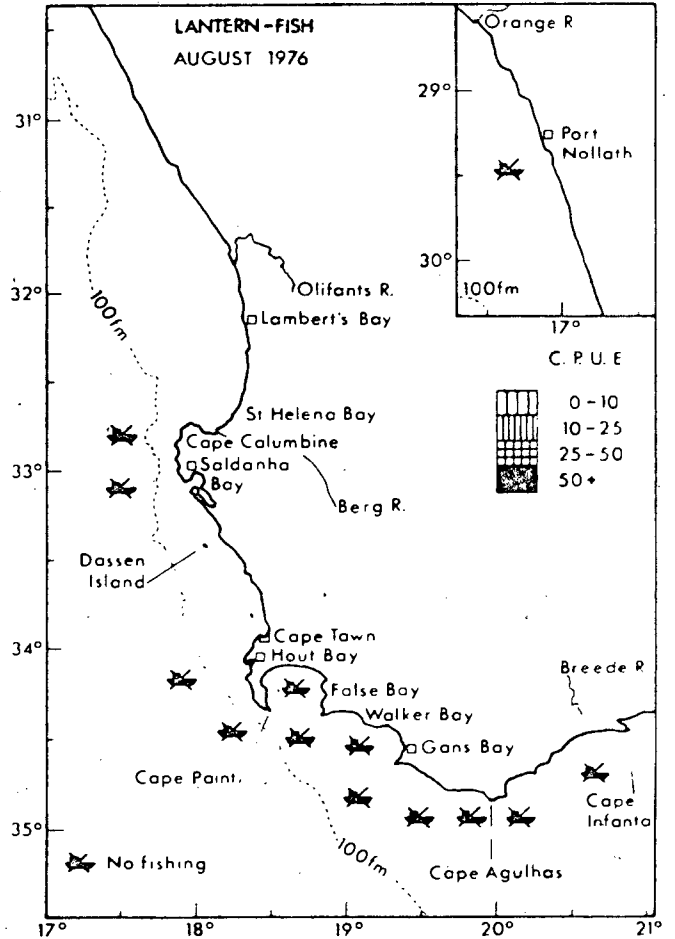 LANTERN-FISH
AUGUST 1976
Orange R
29°
Port
Nollath
30°
100fm
17°
31°
32°
33°
34°
35°
100fm
Olifants R.
Lambert's Bay
C. P. U. E
0-10
10-25
25-50
50+
St Helena Bay
Cape Calumbine
Saldanha
Bay
Berg R.
Dassen
Island
Cape Tawn
Hout Bay
False Bay
Walker Bay
Gans Bay
Breede R
Cape Paint
Cape
Infanta
100fm
Cape Agulhas
No fishing
17°
18°
19°
20°
21°